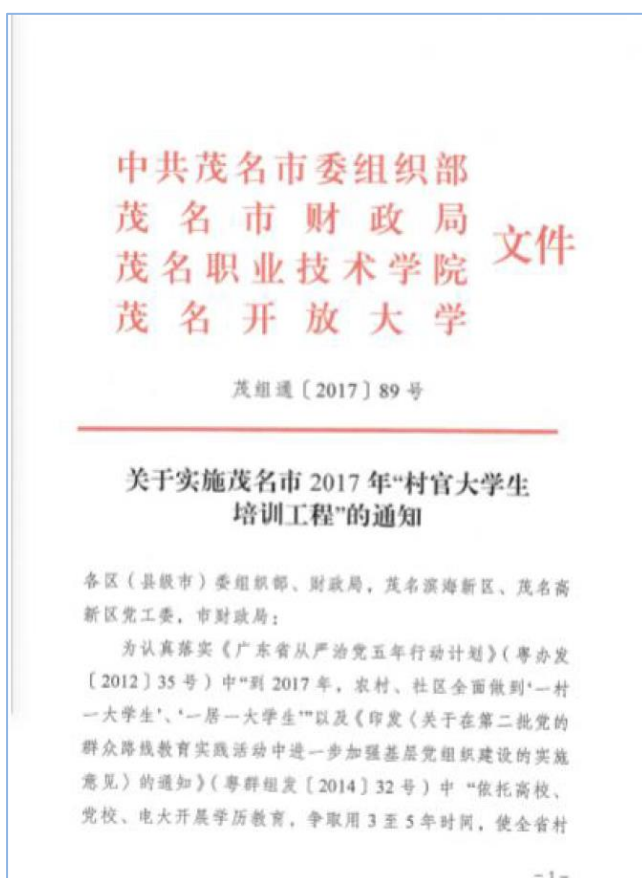 中共茂名市委组织部
茂名市财政局
茂名职业技术学院
茂名开放大学
文件
茂组通〔2017〕89号
关于实施茂名市2017年“村官大学生
培训工程”的通知
各区（县级市）委组织部、财政局，茂名滨海新区、茂名高
新区党工委，市财政局：
为认真落实《广东省从严治党五年行动计划》（粤办发
〔2012〕35号）中“到2017年，农村、社区全面做到‘一村
一大学生’、‘一居一大学生’”以及《印发〈关于在第二批党的
群众路线教育实践活动中进一步加强基层党组织建设的实施
意见〉的通知》（粤群组发〔2014〕32号）中“依托高校、
党校、电大开展学历教育，争取用3至5年时间，使全省村
-1-